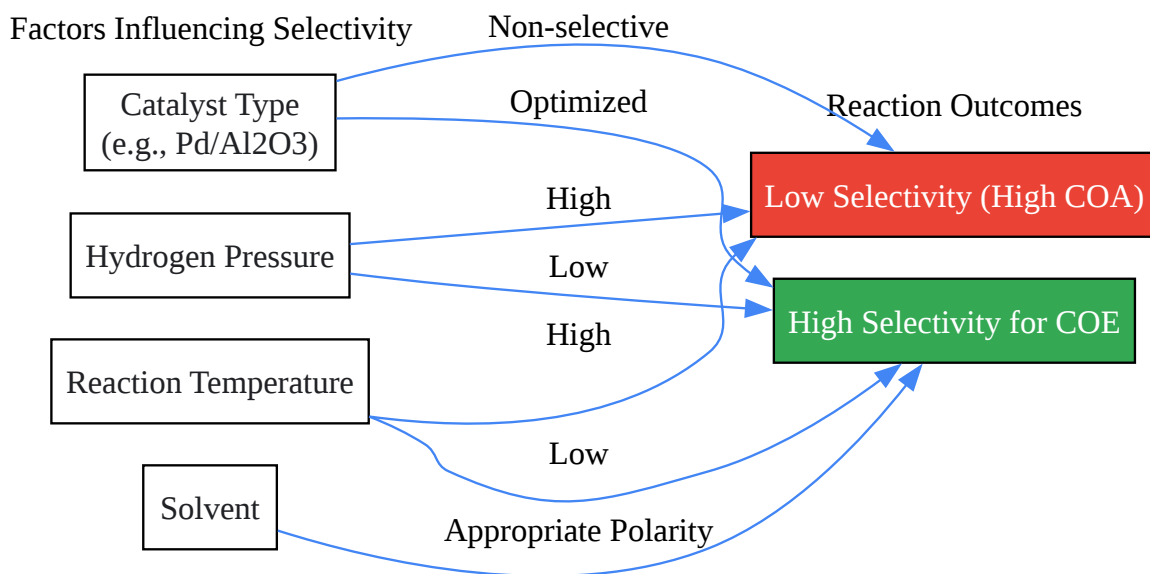 Factors Influencing Selectivity
Non-selective
Catalyst Type
(e.g., Pd/Al2O3)
Optimized
Reaction Outcomes
Low Selectivity (High COA)
High
Hydrogen Pressure
Low
High Selectivity for COE
High
Reaction Temperature
Low
Solvent
Appropriate Polarity